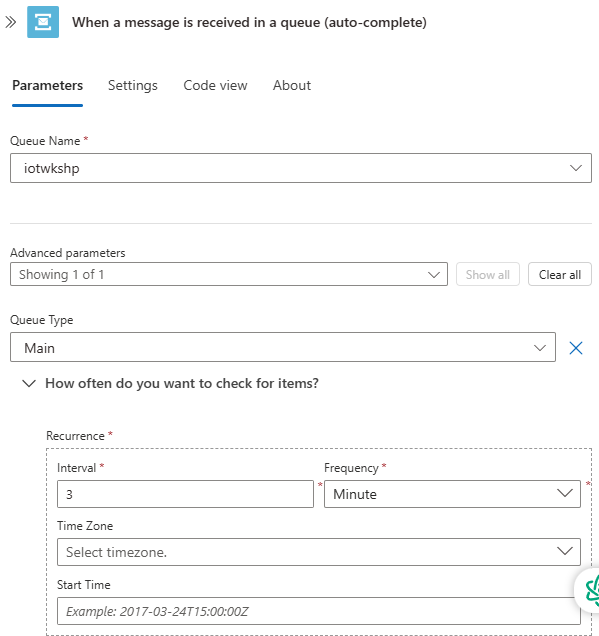 When a message is received in a queue (auto-complete)
Parameters Settings Code view About
Queue Name *
iotwkshp
Advanced parameters
Showing 1 of 1 Show all Clear all
Queue Type
Main
How often do you want to check for items?
Recurrence *
Interval * Frequency *
3 * Minute *
Time Zone
Select timezone.
Start Time
Example: 2017-03-24T15:00:00Z